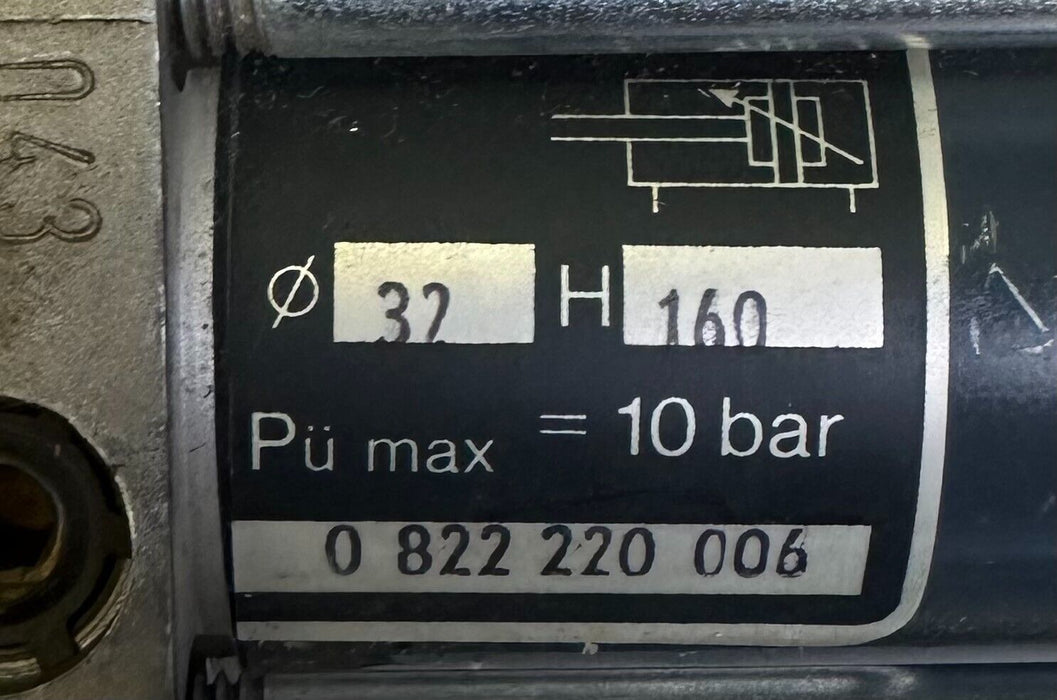 Ø 32 H 160
Pü max = 10 bar
0 822 220 006